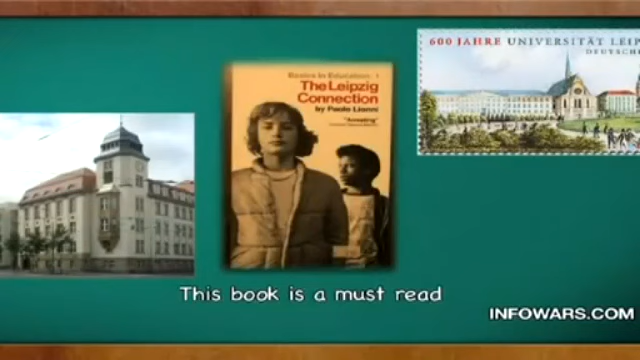 600 JAHRE UNIVERSITÄT LEIP
DEUTSCH
Basics in Education: 1
The Leipzig
Connection
by Paolo Lionni
"Amazing"
This book is a must read
INFOWARS.COM